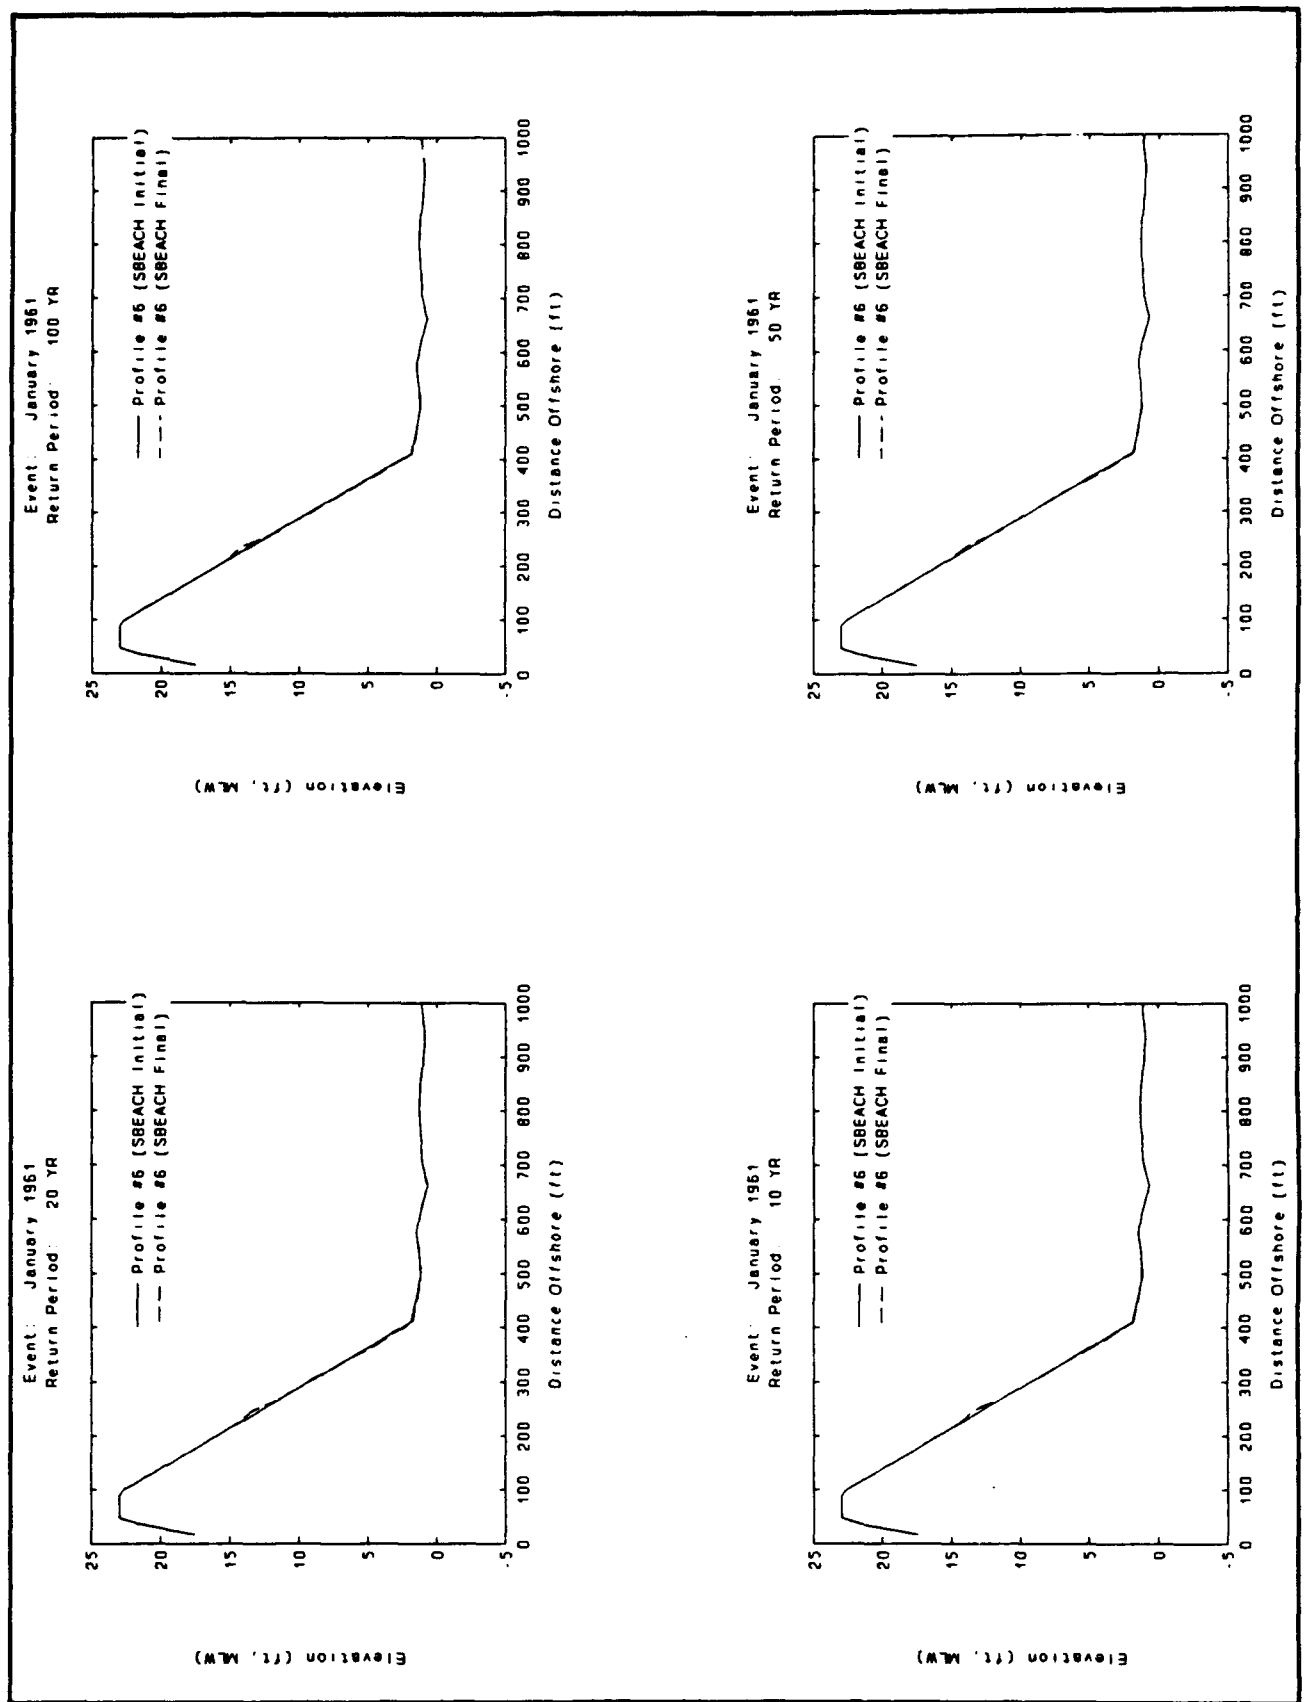 Event: January 1961
Return Period: 20 YR
Profile #6 (SBEACH Initial)
Profile #6 (SBEACH Final)
Elevation (ft, MLW)
25
20
15
10
5
0
-5
0 100 200 300 400 500 600 700 800 900 1000
Distance Offshore (ft)
Event: January 1961
Return Period: 100 YR
Profile #6 (SBEACH Initial)
Profile #6 (SBEACH Final)
Elevation (ft, MLW)
25
20
15
10
5
0
-5
0 100 200 300 400 500 600 700 800 900 1000
Distance Offshore (ft)
Event: January 1961
Return Period: 10 YR
Profile #6 (SBEACH Initial)
Profile #6 (SBEACH Final)
Elevation (ft, MLW)
25
20
15
10
5
0
-5
0 100 200 300 400 500 600 700 800 900 1000
Distance Offshore (ft)
Event: January 1961
Return Period: 50 YR
Profile #6 (SBEACH Initial)
Profile #6 (SBEACH Final)
Elevation (ft, MLW)
25
20
15
10
5
0
-5
0 100 200 300 400 500 600 700 800 900 1000
Distance Offshore (ft)